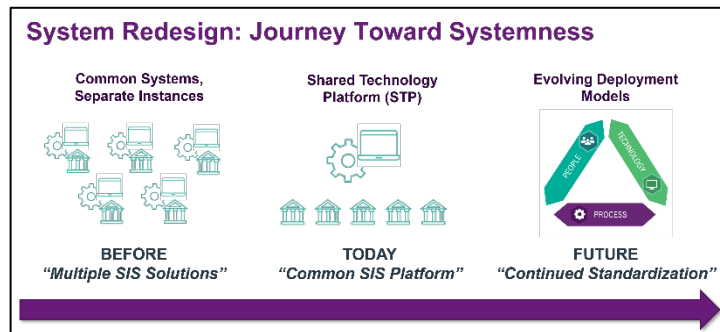 System Redesign: Journey Toward Systemness
Common Systems,
Separate Instances
Shared Technology
Platform (STP)
Evolving Deployment
Models
PEOPLE
TECHNOLOGY
PROCESS
BEFORE
"Multiple SIS Solutions"
TODAY
"Common SIS Platform"
FUTURE
"Continued Standardization"